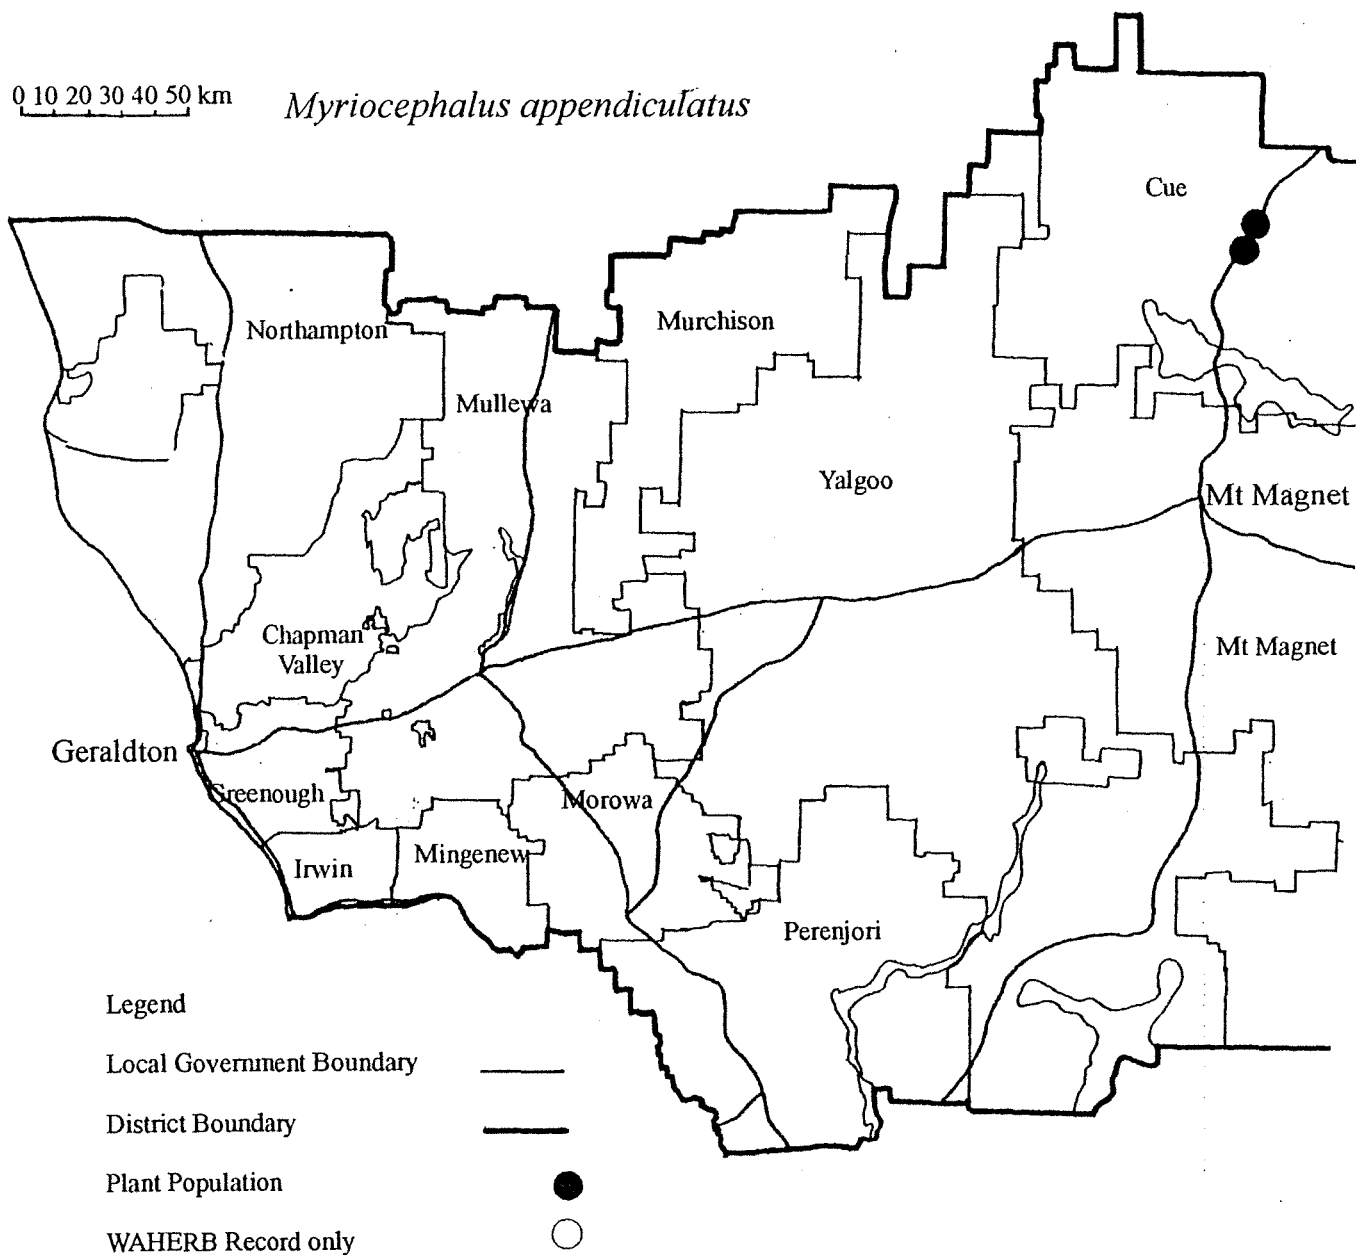 0 10 20 30 40 50 km
Myriocephalus appendiculatus
Cue
Northampton
Murchison
Mullewa
Yalgoo
Mt Magnet
Chapman
Valley
Mt Magnet
Geraldton
Greenough
Morowa
Irwin
Mingenew
Perenjori
Legend
Local Government Boundary
District Boundary
Plant Population
WAHERB Record only